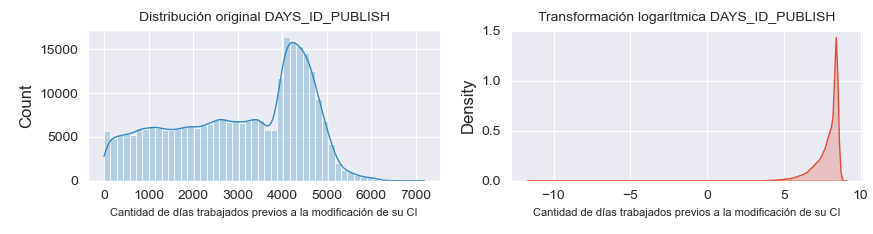 Distribución original DAYS_ID_PUBLISH
Count
15000
10000
5000
0
0 1000 2000 3000 4000 5000 6000 7000
Cantidad de días trabajados previos a la modificación de su CI
Transformación logarítmica DAYS_ID_PUBLISH
Density
1.5
1.0
0.5
0.0
−10 −5 0 5 10
Cantidad de días trabajados previos a la modificación de su CI